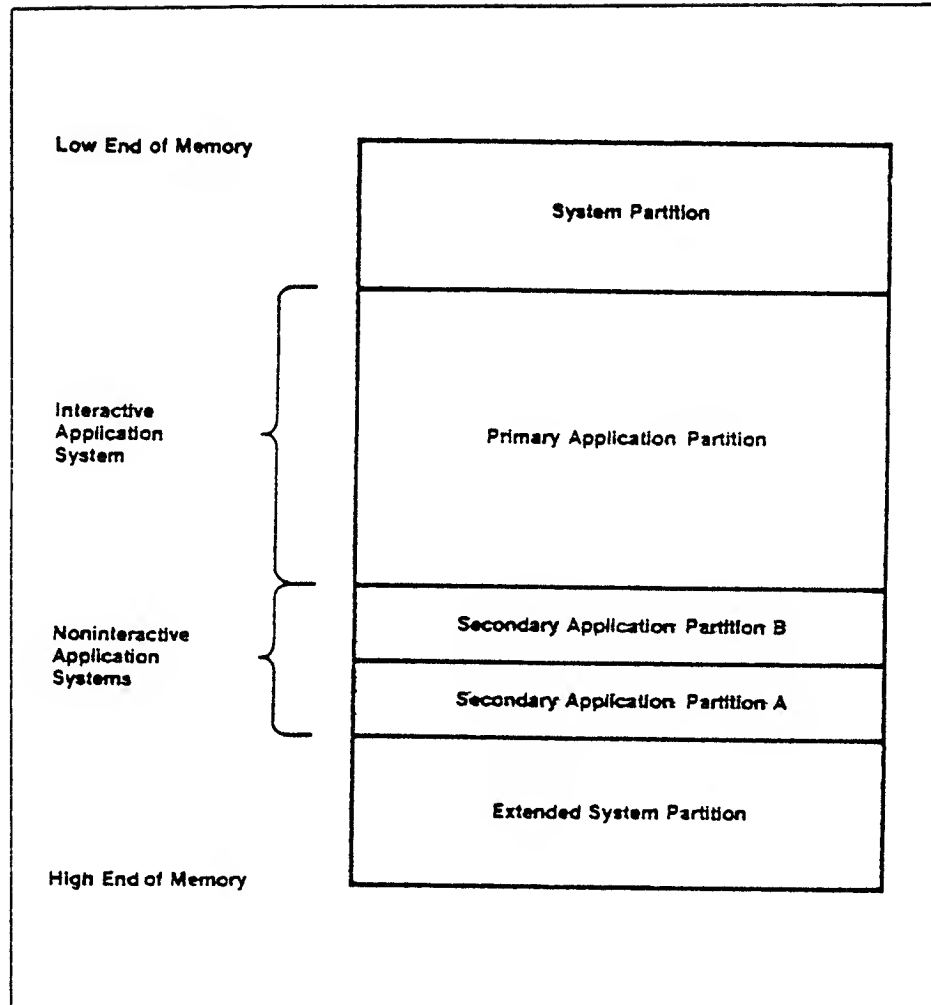 Low End of Memory
System Partition
Interactive
Application
System
Primary Application Partition
Noninteractive
Application
Systems
Secondary Application Partition B
Secondary Application Partition A
Extended System Partition
High End of Memory